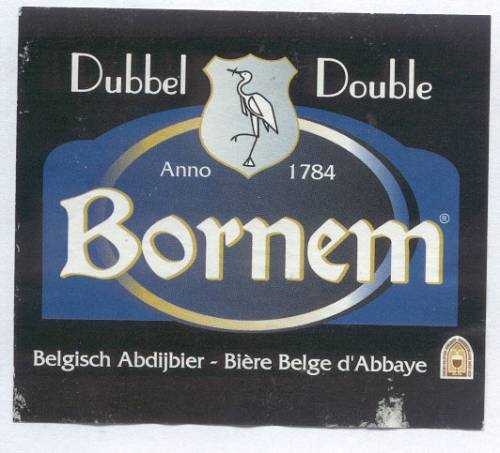 Dubbel Double
Anno 1784
Bornem®
Belgisch Abdijbier - Bière Belge d'Abbaye